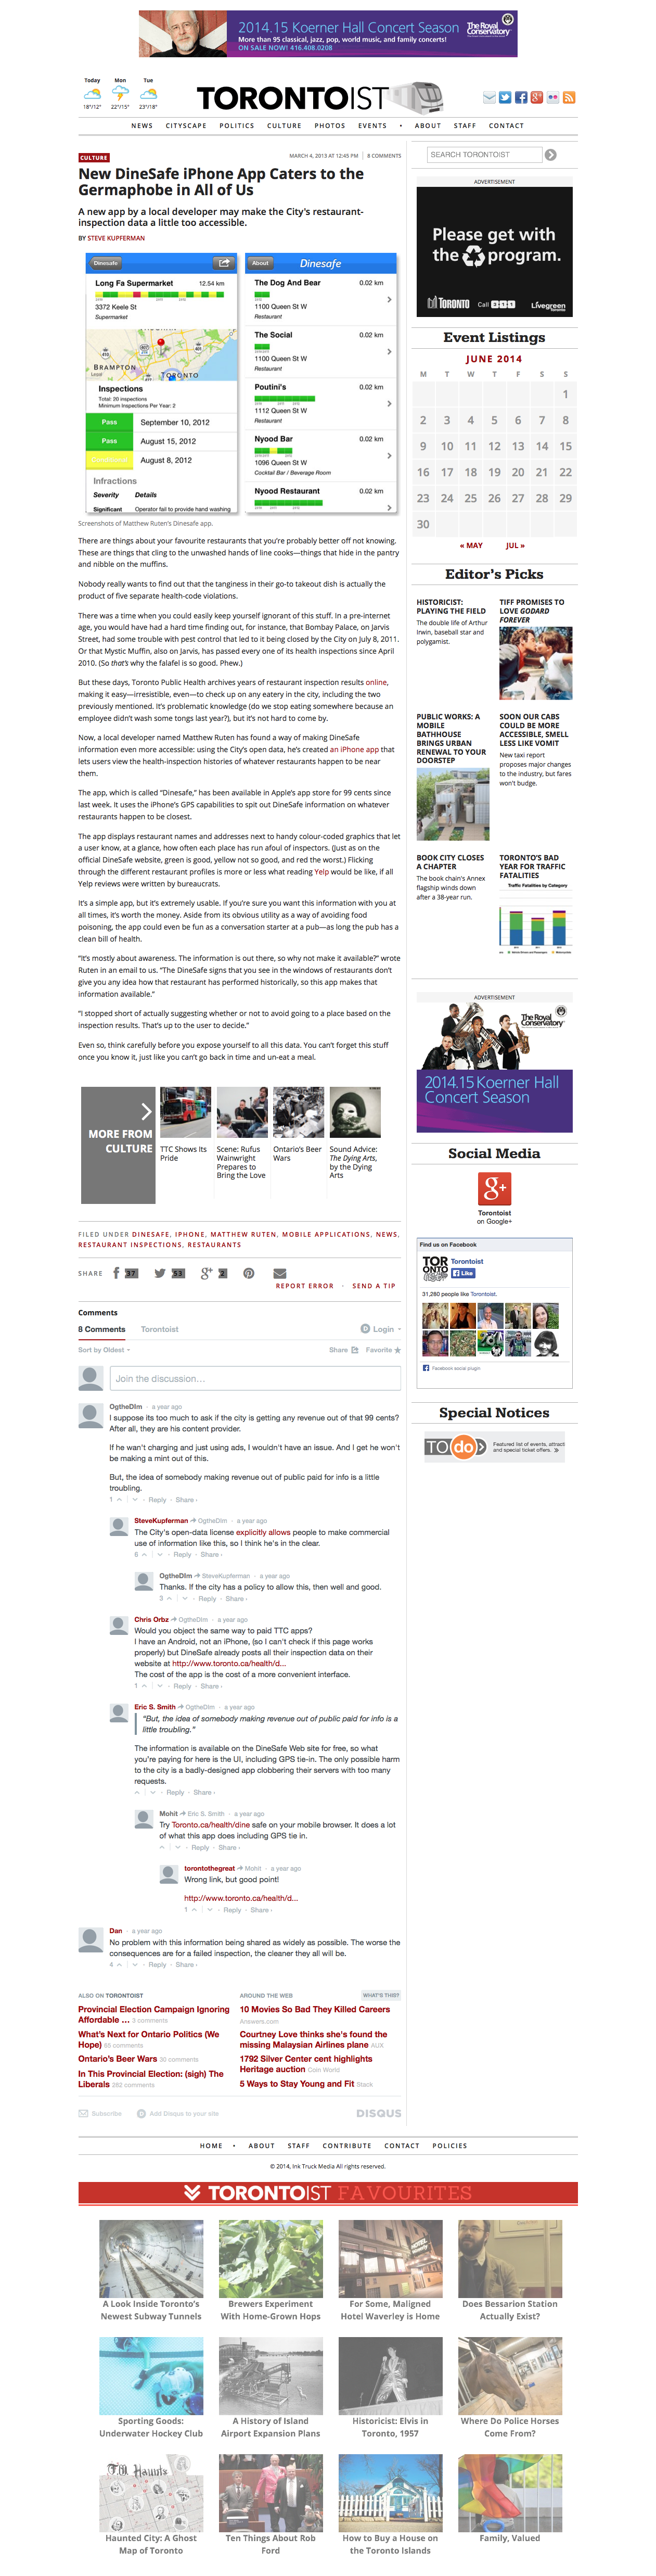 2014.15 Koerner Hall Concert Season
More than 95 classical, jazz, pop, world music, and family concerts!
ON SALE NOW! 416.408.0208
The Royal
Conservatory
Today Mon Tue
18°/12° 22°/15° 23°/18°
TORONTOIST
NEWS CITYSCAPE POLITICS CULTURE PHOTOS EVENTS • ABOUT STAFF CONTACT
CULTURE
MARCH 4, 2013 AT 12:45 PM | 8 COMMENTS
New DineSafe iPhone App Caters to the
Germaphobe in All of Us
A new app by a local developer may make the City's restaurant-
inspection data a little too accessible.
BY STEVE KUPFERMAN
Dinesafe
Long Fa Supermarket 12.54 km
3372 Keele St
Supermarket
BRAMPTON
TORONTO
Inspections
Total: 20 inspections
Minimum Inspections Per Year: 2
Pass September 10, 2012
Pass August 15, 2012
August 8, 2012
Infractions
Severity Details
Significant Operator fail to provide hand washing
About Dinesafe
The Dog And Bear 0.02 km
1100 Queen St W
Restaurant
The Social 0.02 km
1100 Queen St W
Restaurant
Poutini's 0.02 km
1112 Queen St W
Restaurant
Nyood Bar 0.02 km
1096 Queen St W
Cocktail Bar / Beverage Room
Nyood Restaurant 0.02 km
Restaurant
Screenshots of Matthew Ruten's Dinesafe app.
There are things about your favourite restaurants that you're probably better off not knowing.
These are things that cling to the unwashed hands of line cooks—things that hide in the pantry
and nibble on the muffins.
Nobody really wants to find out that the tanginess in their go-to takeout dish is actually the
product of five separate health-code violations.
There was a time when you could easily keep yourself ignorant of this stuff. In a pre-internet
age, you would have had a hard time finding out, for instance, that Bombay Palace, on Jarvis
Street, had some trouble with pest control that led to it being closed by the City on July 8, 2011.
Or that Mystic Muffin, also on Jarvis, has passed every one of its health inspections since April
2010. (So that's why the falafel is so good. Phew.)
But these days, Toronto Public Health archives years of restaurant inspection results online,
making it easy—irresistible, even—to check up on any eatery in the city, including the two
previously mentioned. It's problematic knowledge (do we stop eating somewhere because an
employee didn't wash some tongs last year?), but it's not hard to come by.
Now, a local developer named Matthew Ruten has found a way of making DineSafe
information even more accessible: using the City's open data, he's created an iPhone app that
lets users view the health-inspection histories of whatever restaurants happen to be near
them.
The app, which is called “Dinesafe,” has been available in Apple's app store for 99 cents since
last week. It uses the iPhone's GPS capabilities to spit out DineSafe information on whatever
restaurants happen to be closest.
The app displays restaurant names and addresses next to handy colour-coded graphics that let
a user know, at a glance, how often each place has run afoul of inspectors. (Just as on the
official DineSafe website, green is good, yellow not so good, and red the worst.) Flicking
through the different restaurant profiles is more or less what reading Yelp would be like, if all
Yelp reviews were written by bureaucrats.
It's a simple app, but it's extremely usable. If you're sure you want this information with you at
all times, it's worth the money. Aside from its obvious utility as a way of avoiding food
poisoning, the app could even be fun as a conversation starter at a pub—as long the pub has a
clean bill of health.
“It's mostly about awareness. The information is out there, so why not make it available?” wrote
Ruten in an email to us. “The DineSafe signs that you see in the windows of restaurants don't
give you any idea how that restaurant has performed historically, so this app makes that
information available.”
“I stopped short of actually suggesting whether or not to avoid going to a place based on the
inspection results. That's up to the user to decide.”
Even so, think carefully before you expose yourself to all this data. You can't forget this stuff
once you know it, just like you can't go back in time and un-eat a meal.
MORE FROM
CULTURE
TTC Shows Its
Pride
Scene: Rufus
Wainwright
Prepares to
Bring the Love
Ontario's Beer
Wars
Sound Advice:
The Dying Arts,
by the Dying
Arts
FILED UNDER DINESAFE, IPHONE, MATTHEW RUTEN, MOBILE APPLICATIONS, NEWS,
RESTAURANT INSPECTIONS, RESTAURANTS
SHARE 37 53 2
REPORT ERROR · SEND A TIP
Comments
8 Comments Torontoist Login
Sort by Oldest Share Favorite
Join the discussion…
OgtheDIm · a year ago
I suppose its too much to ask if the city is getting any revenue out of that 99 cents?
After all, they are his content provider.
If he wan't charging and just using ads, I wouldn't have an issue. And I get he won't
be making a mint out of this.
But, the idea of somebody making revenue out of public paid for info is a little
troubling.
1 · Reply · Share ›
SteveKupferman OgtheDIm · a year ago
The City's open-data license explicitly allows people to make commercial
use of information like this, so I think he's in the clear.
6 · Reply · Share ›
OgtheDIm SteveKupferman · a year ago
Thanks. If the city has a policy to allow this, then well and good.
3 · Reply · Share ›
Chris Orbz OgtheDIm · a year ago
Would you object the same way to paid TTC apps?
I have an Android, not an iPhone, (so I can't check if this page works
properly) but DineSafe already posts all their inspection data on their
website at http://www.toronto.ca/health/d...
The cost of the app is the cost of a more convenient interface.
1 · Reply · Share ›
Eric S. Smith OgtheDIm · a year ago
“But, the idea of somebody making revenue out of public paid for info is a
little troubling.”
The information is available on the DineSafe Web site for free, so what
you're paying for here is the UI, including GPS tie-in. The only possible harm
to the city is a badly-designed app clobbering their servers with too many
requests.
· Reply · Share ›
Mohit Eric S. Smith · a year ago
Try Toronto.ca/health/dine safe on your mobile browser. It does a lot
of what this app does including GPS tie in.
· Reply · Share ›
torontothegreat Mohit · a year ago
Wrong link, but good point!
http://www.toronto.ca/health/d...
1 · Reply · Share ›
Dan · a year ago
No problem with this information being shared as widely as possible. The worse the
consequences are for a failed inspection, the cleaner they all will be.
4 · Reply · Share ›
ALSO ON TORONTOIST
Provincial Election Campaign Ignoring
Affordable … 3 comments
What's Next for Ontario Politics (We
Hope) 65 comments
Ontario's Beer Wars 30 comments
In This Provincial Election: (sigh) The
Liberals 282 comments
AROUND THE WEB WHAT'S THIS?
10 Movies So Bad They Killed Careers
Answers.com
Courtney Love thinks she's found the
missing Malaysian Airlines plane AUX
1792 Silver Center cent highlights
Heritage auction Coin World
5 Ways to Stay Young and Fit Stack
Subscribe Add Disqus to your site DISQUS
SEARCH TORONTOIST
ADVERTISEMENT
Please get with
the program.
TORONTO Call 311 Livegreen
Event Listings
JUNE 2014
M T W T F S S
1
2 3 4 5 6 7 8
9 10 11 12 13 14 15
16 17 18 19 20 21 22
23 24 25 26 27 28 29
30
« MAY JUL »
Editor's Picks
HISTORICIST:
PLAYING THE FIELD
The double life of Arthur
Irwin, baseball star and
polygamist.
TIFF PROMISES TO
LOVE GODARD
FOREVER
PUBLIC WORKS: A
MOBILE
BATHHOUSE
BRINGS URBAN
RENEWAL TO YOUR
DOORSTEP
SOON OUR CABS
COULD BE MORE
ACCESSIBLE, SMELL
LESS LIKE VOMIT
New taxi report
proposes major changes
to the industry, but fares
won't budge.
BOOK CITY CLOSES
A CHAPTER
The book chain's Annex
flagship winds down
after a 38-year run.
TORONTO'S BAD
YEAR FOR TRAFFIC
FATALITIES
Traffic Fatalities by Category
ADVERTISEMENT
The Royal
Conservatory
2014.15 Koerner Hall
Concert Season
Social Media
Torontoist
on Google+
Find us on Facebook
TOR
ONTO
IST
Torontoist
Like
31,280 people like Torontoist.
Facebook social plugin
Special Notices
TO do
Featured list of events, attract
and special ticket offers.
HOME • ABOUT STAFF CONTRIBUTE CONTACT POLICIES
© 2014, Ink Truck Media All rights reserved.
TORONTOIST FAVOURITES
A Look Inside Toronto's
Newest Subway Tunnels
Brewers Experiment
With Home-Grown Hops
For Some, Maligned
Hotel Waverley is Home
Does Bessarion Station
Actually Exist?
Sporting Goods:
Underwater Hockey Club
A History of Island
Airport Expansion Plans
Historicist: Elvis in
Toronto, 1957
Where Do Police Horses
Come From?
Haunted City: A Ghost
Map of Toronto
Ten Things About Rob
Ford
How to Buy a House on
the Toronto Islands
Family, Valued